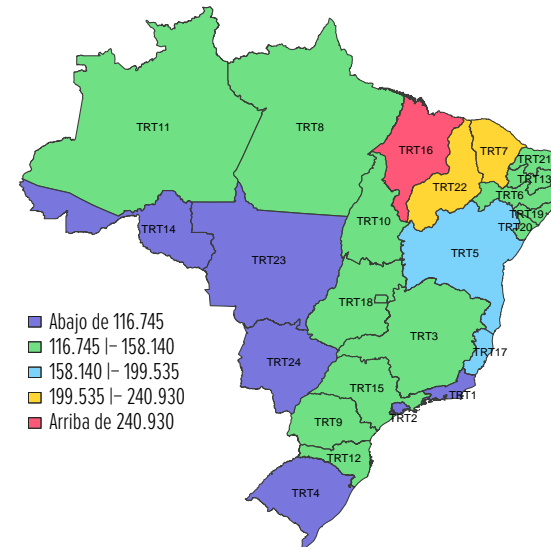 TRT11
TRT8
TRT16
TRT7
TRT21
TRT13
TRT22
TRT6
TRT19
TRT20
TRT10
TRT14
TRT5
TRT23
TRT18
TRT3
TRT17
TRT24
TRT15
TRT1
TRT2
TRT9
TRT12
TRT4
Abajo de 116.745
116.745 |– 158.140
158.140 |– 199.535
199.535 |– 240.930
Arriba de 240.930